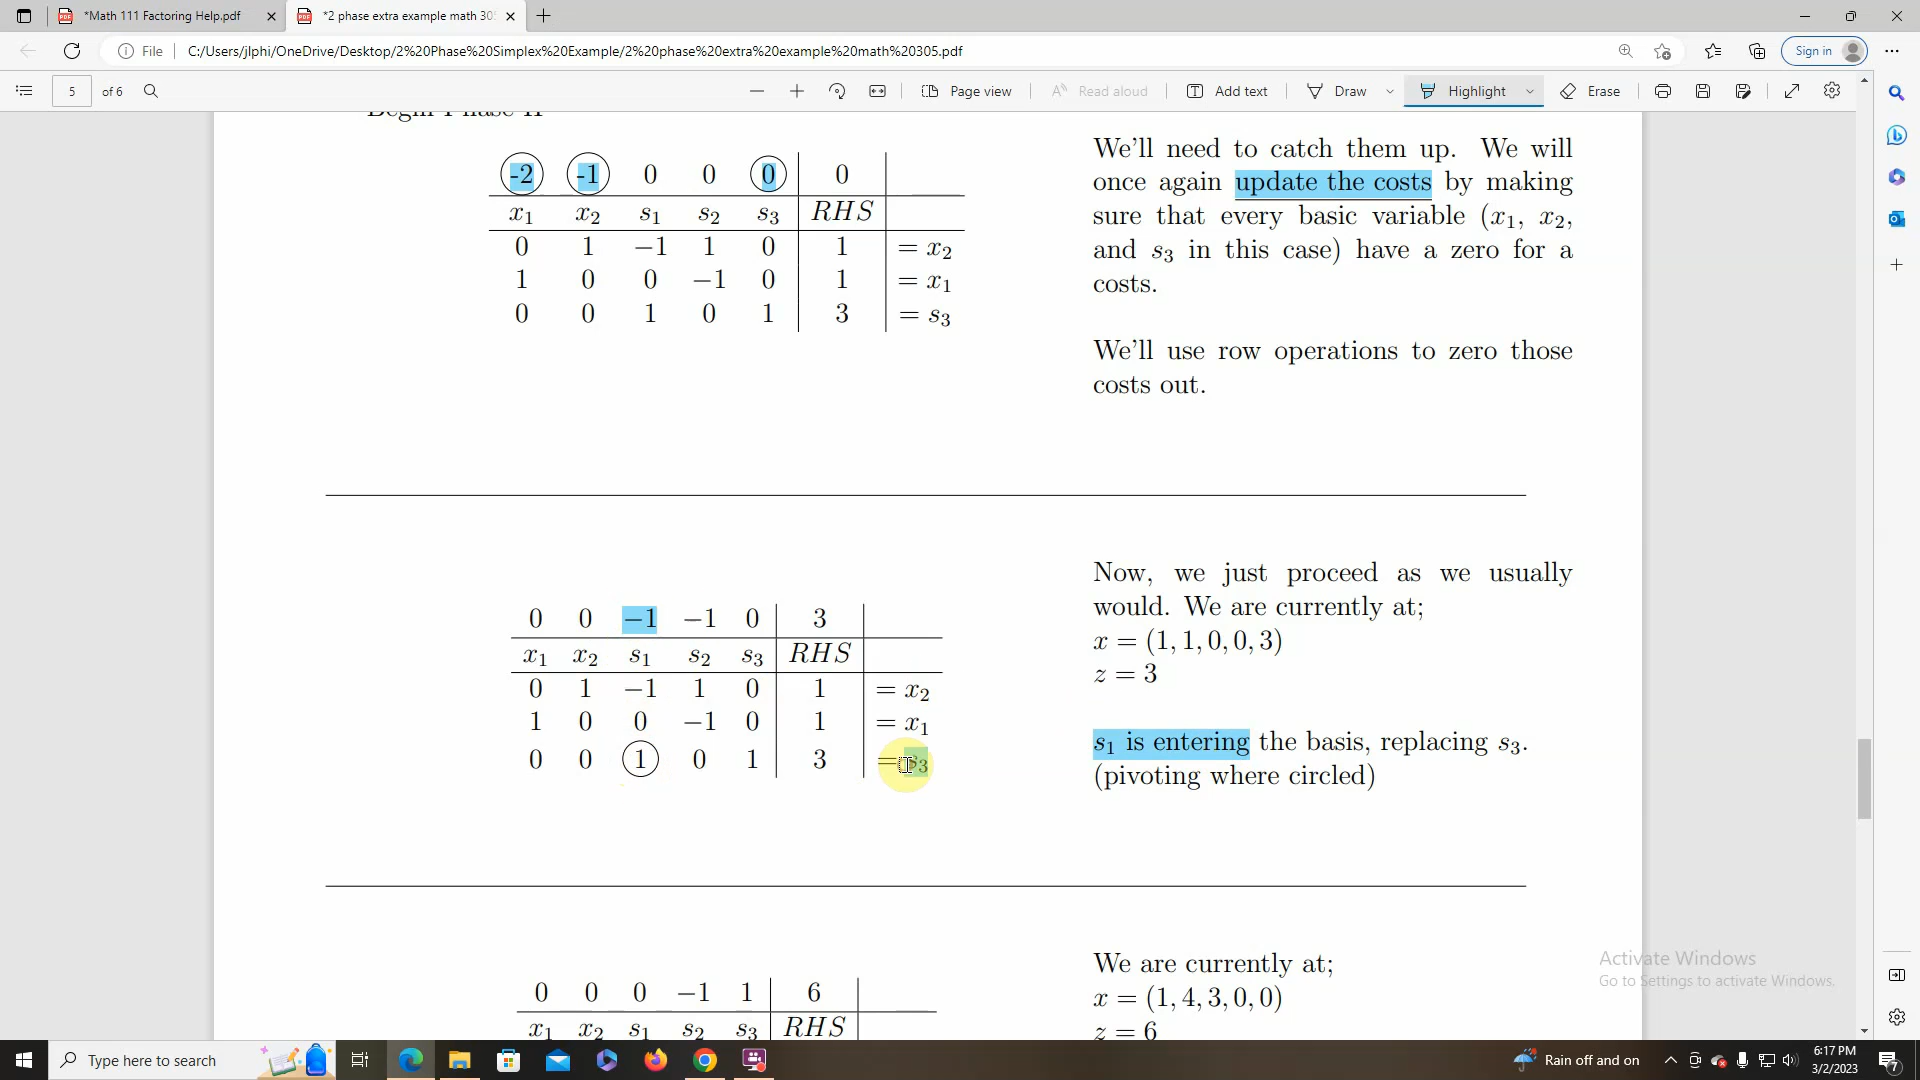 *Math 111 Factoring Help.pdf
*2 phase extra example math 30
File
C:/Users/jlphi/OneDrive/Desktop/2%20Phase%20Simplex%20Example/2%20phase%20extra%20example%20math%20305.pdf
Sign in
5 of 6
Page view
Read aloud
Add text
Draw
Highlight
Erase
Begin Phase II
-2 -1 0 0 0 0
x₁ x₂ s₁ s₂ s₃ RHS
0 1 −1 1 0 1 = x₂
1 0 0 −1 0 1 = x₁
0 0 1 0 1 3 = s₃
We'll need to catch them up. We will
once again update the costs by making
sure that every basic variable (x₁, x₂,
and s₃ in this case) have a zero for a
costs.
We'll use row operations to zero those
costs out.
0 0 −1 −1 0 3
x₁ x₂ s₁ s₂ s₃ RHS
0 1 −1 1 0 1 = x₂
1 0 0 −1 0 1 = x₁
0 0 1 0 1 3 = s₃
Now, we just proceed as we usually
would. We are currently at;
x = (1, 1, 0, 0, 3)
z = 3
s₁ is entering the basis, replacing s₃.
(pivoting where circled)
0 0 0 −1 1 6
x₁ x₂ s₁ s₂ s₃ RHS
We are currently at;
x = (1, 4, 3, 0, 0)
z = 6
Activate Windows
Go to Settings to activate Windows.
Type here to search
Rain off and on
6:17 PM
3/2/2023
7